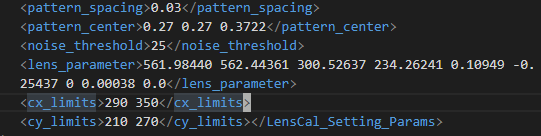 <pattern_spacing>0.03</pattern_spacing>
<pattern_center>0.27 0.27 0.3722</pattern_center>
<noise_threshold>25</noise_threshold>
<lens_parameter>561.98440 562.44361 300.52637 234.26241 0.10949 -0.
25437 0 0.00038 0.0</lens_parameter>
<cx_limits>290 350</cx_limits>
<cy_limits>210 270</cy_limits></LensCal_Setting_Params>